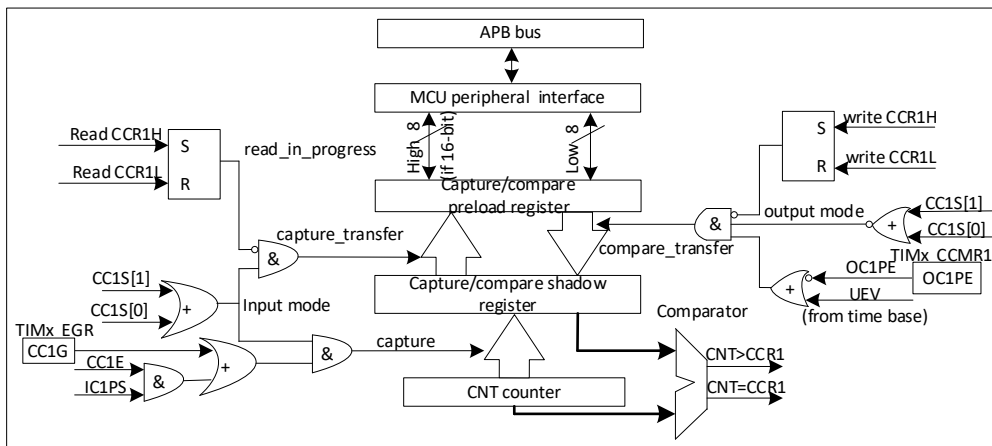 APB bus
MCU peripheral interface
High 8
(if 16-bit)
Low 8
Read CCR1H
Read CCR1L
S
R
read_in_progress
write CCR1H
write CCR1L
S
R
Capture/compare
preload register
CC1S[1]
CC1S[0]
output mode
+
&
capture_transfer
compare_transfer
&
TIMx_CCMR1
OC1PE
OC1PE
UEV
(from time base)
+
CC1S[1]
CC1S[0]
+
Input mode
Capture/compare shadow
register
Comparator
TIMx_EGR
CC1G
CC1E
IC1PS
&
+
&
capture
CNT counter
CNT>CCR1
CNT=CCR1